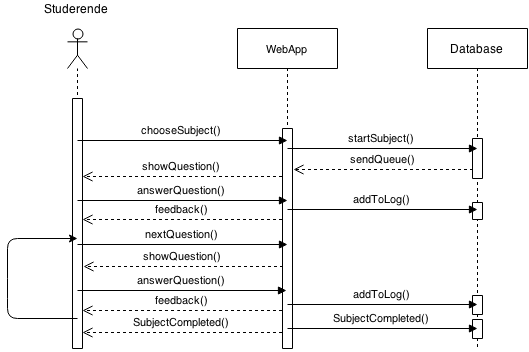 Studerende
WebApp
Database
chooseSubject()
startSubject()
sendQueue()
showQuestion()
answerQuestion()
addToLog()
feedback()
nextQuestion()
showQuestion()
answerQuestion()
addToLog()
feedback()
SubjectCompleted()
SubjectCompleted()